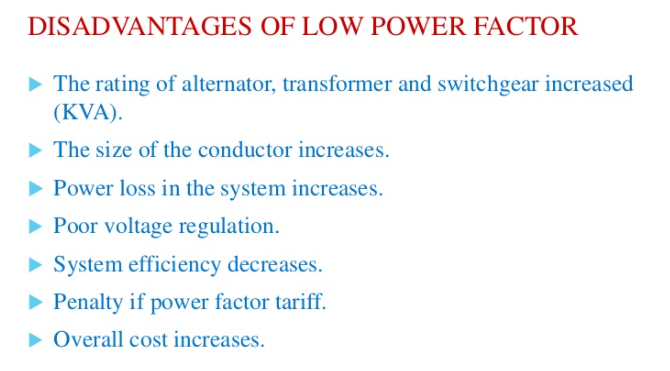 DISADVANTAGES OF LOW POWER FACTOR
The rating of alternator, transformer and switchgear increased
(KVA).
The size of the conductor increases.
Power loss in the system increases.
Poor voltage regulation.
System efficiency decreases.
Penalty if power factor tariff.
Overall cost increases.